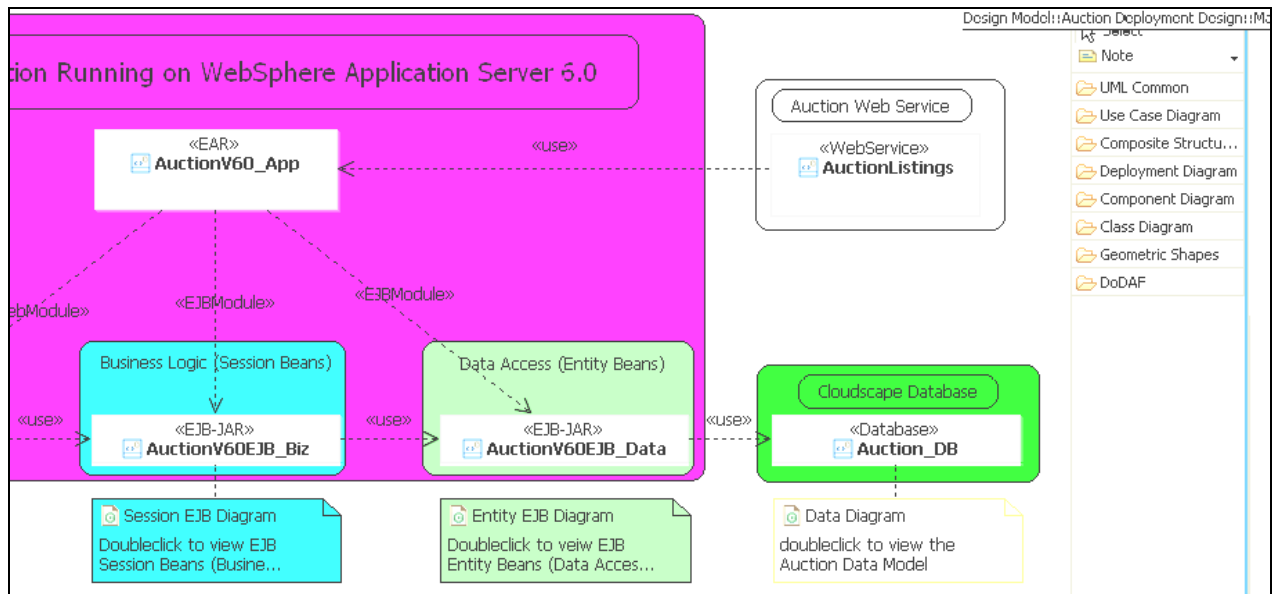 Design Model::Auction Deployment Design::Mo
Select
Note
UML Common
Use Case Diagram
Composite Structu...
Deployment Diagram
Component Diagram
Class Diagram
Geometric Shapes
DoDAF
tion Running on WebSphere Application Server 6.0
«EAR»
AuctionV60_App
«use»
Auction Web Service
«WebService»
AuctionListings
ebModule»
«EJBModule»
«EJBModule»
Business Logic (Session Beans)
Data Access (Entity Beans)
Cloudscape Database
«use»
«EJB-JAR»
AuctionV60EJB_Biz
«use»
«EJB-JAR»
AuctionV60EJB_Data
«use»
«Database»
Auction_DB
Session EJB Diagram
Doubleclick to view EJB
Session Beans (Busine...
Entity EJB Diagram
Doubleclick to veiw EJB
Entity Beans (Data Acces...
Data Diagram
doubleclick to view the
Auction Data Model